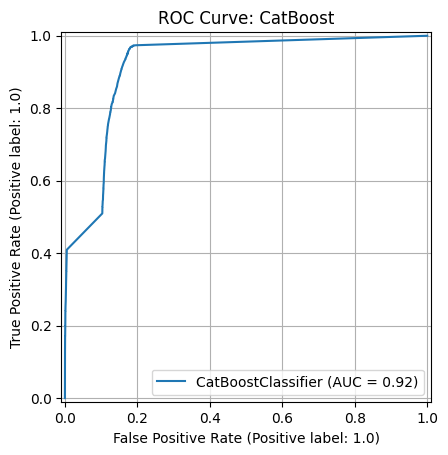 ROC Curve: CatBoost
True Positive Rate (Positive label: 1.0)
1.0
0.8
0.6
0.4
0.2
0.0
CatBoostClassifier (AUC = 0.92)
0.0 0.2 0.4 0.6 0.8 1.0
False Positive Rate (Positive label: 1.0)